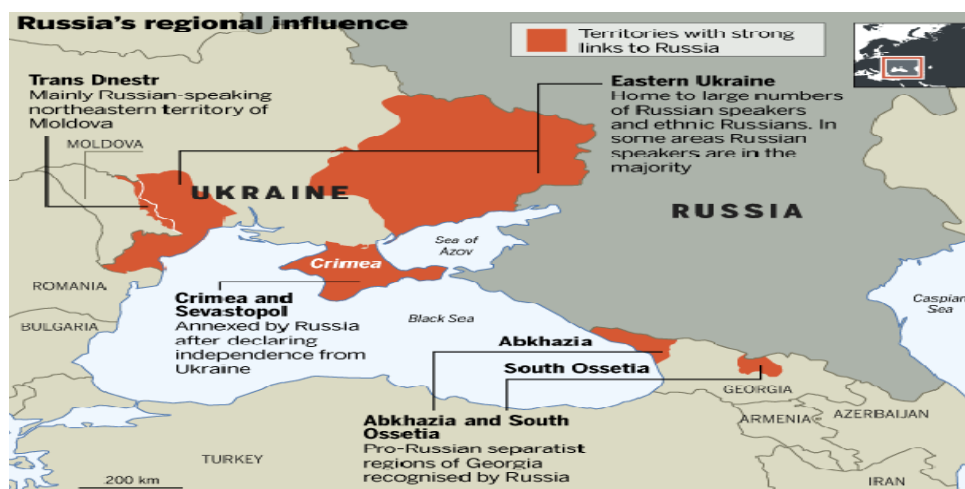 Russia's regional influence
Territories with strong
links to Russia
Trans Dnestr
Mainly Russian-speaking
northeastern territory of
Moldova
MOLDOVA
Eastern Ukraine
Home to large numbers
of Russian speakers
and ethnic Russians. In
some areas Russian
speakers are in the
majority
UKRAINE
RUSSIA
Sea of
Azov
Crimea
ROMANIA
Crimea and
Sevastopol
Annexed by Russia
after declaring
independence from
Ukraine
BULGARIA
Black Sea
Caspian
Sea
Abkhazia
South Ossetia
GEORGIA
ARMENIA
AZERBAIJAN
Abkhazia and South
Ossetia
Pro-Russian separatist
regions of Georgia
recognised by Russia
TURKEY
IRAN
200 km